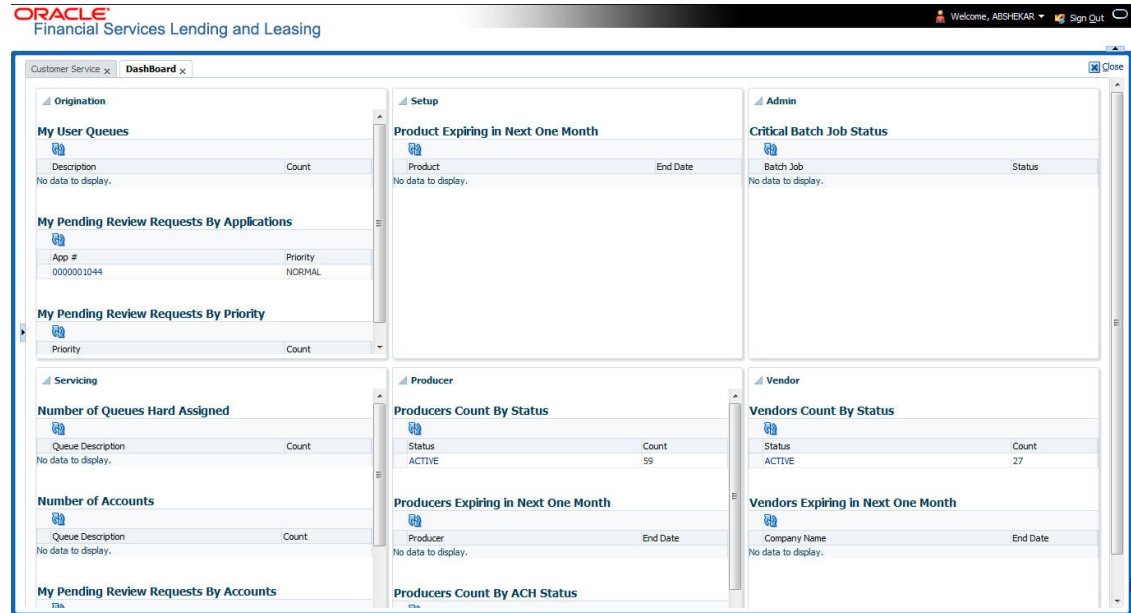 ORACLE
Financial Services Lending and Leasing
Welcome, ABSHEKAR
Sign Out
Customer Service
DashBoard
Close
Origination
My User Queues
Description Count
No data to display.
My Pending Review Requests By Applications
App # Priority
0000001044 NORMAL
My Pending Review Requests By Priority
Priority Count
Setup
Product Expiring in Next One Month
Product End Date
No data to display.
Admin
Critical Batch Job Status
Batch Job Status
No data to display.
Servicing
Number of Queues Hard Assigned
Queue Description Count
No data to display.
Number of Accounts
Queue Description Count
No data to display.
My Pending Review Requests By Accounts
Producer
Producers Count By Status
Status Count
ACTIVE 59
Producers Expiring in Next One Month
Producer End Date
No data to display.
Producers Count By ACH Status
Vendor
Vendors Count By Status
Status Count
ACTIVE 27
Vendors Expiring in Next One Month
Company Name End Date
No data to display.